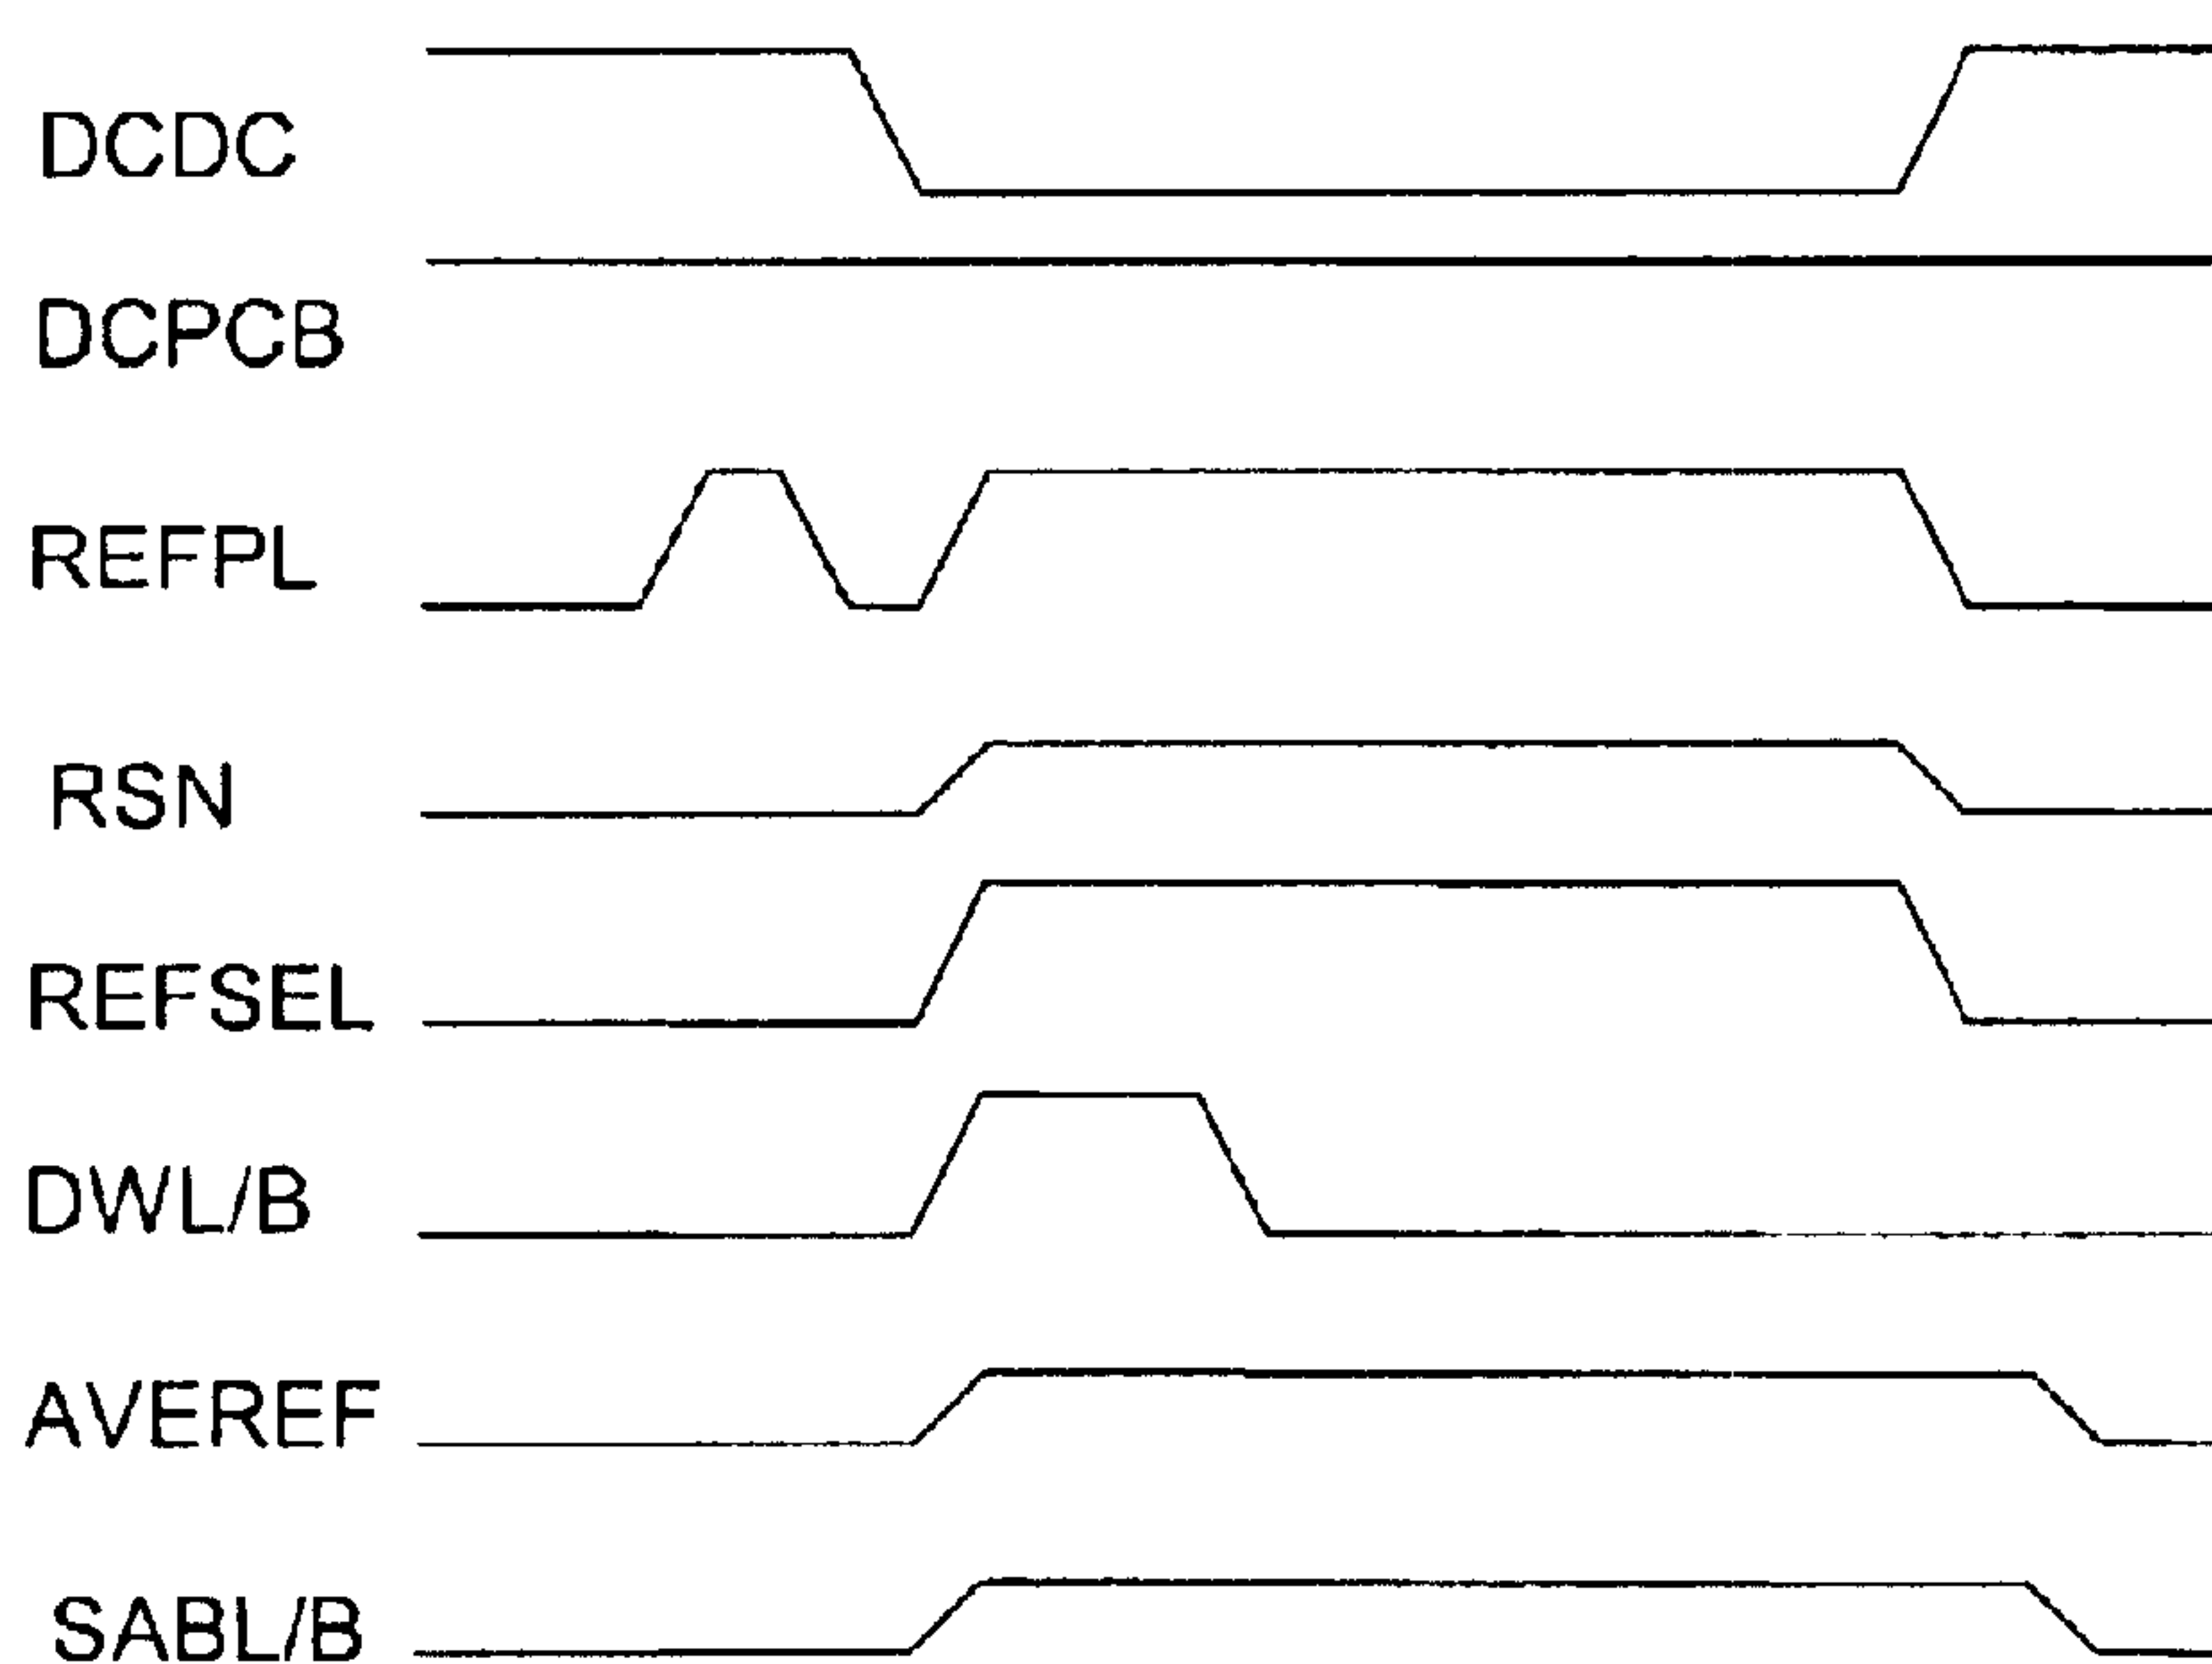 DCDC
DCPCB
REFPL
RSN
REFSEL
DWL/B
AVEREF
SABL/B